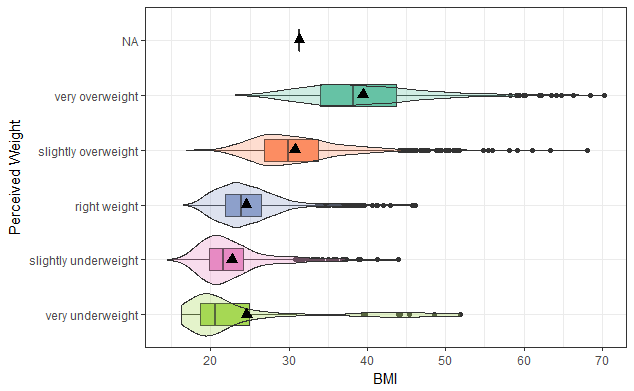 Perceived Weight
NA
very overweight
slightly overweight
right weight
slightly underweight
very underweight
20 30 40 50 60 70
BMI